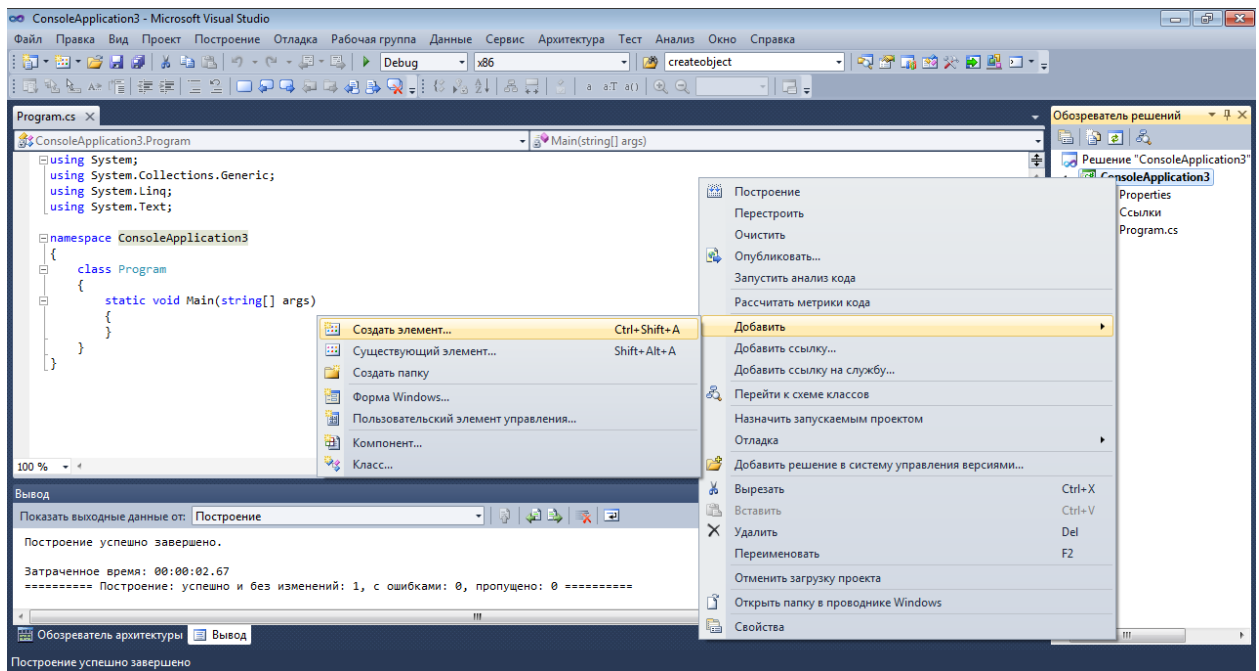 ConsoleApplication3 - Microsoft Visual Studio
Файл Правка Вид Проект Построение Отладка Рабочая группа Данные Сервис Архитектура Тест Анализ Окно Справка
Debug x86 createobject
Program.cs
ConsoleApplication3.Program
Main(string[] args)
using System;
using System.Collections.Generic;
using System.Linq;
using System.Text;
namespace ConsoleApplication3
{
class Program
{
static void Main(string[] args)
{
}
}
}
100 %
Создать элемент... Ctrl+Shift+A
Существующий элемент... Shift+Alt+A
Создать папку
Форма Windows...
Пользовательский элемент управления...
Компонент...
Класс...
Построение
Перестроить
Очистить
Опубликовать...
Запустить анализ кода
Рассчитать метрики кода
Добавить
Добавить ссылку...
Добавить ссылку на службу...
Перейти к схеме классов
Назначить запускаемым проектом
Отладка
Добавить решение в систему управления версиями...
Вырезать Ctrl+X
Вставить Ctrl+V
Удалить Del
Переименовать F2
Отменить загрузку проекта
Открыть папку в проводнике Windows
Свойства
Обозреватель решений
Решение "ConsoleApplication3"
ConsoleApplication3
Properties
Ссылки
Program.cs
Вывод
Показать выходные данные от: Построение
Построение успешно завершено.
Затраченное время: 00:00:02.67
========== Построение: успешно и без изменений: 1, с ошибками: 0, пропущено: 0 ==========
Обозреватель архитектуры Вывод
Построение успешно завершено